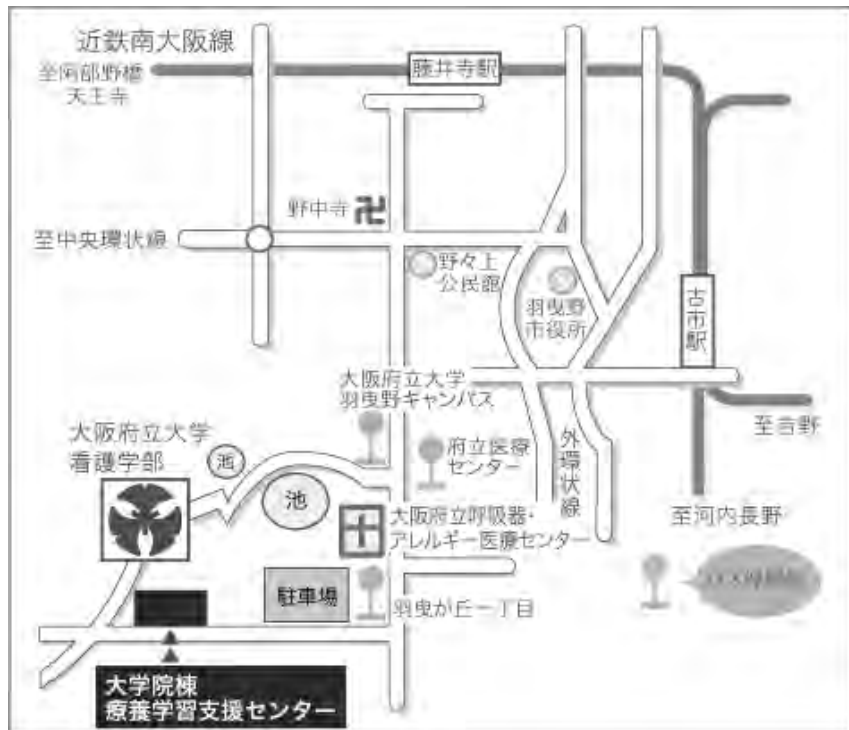 近鉄南大阪線
至阿部野橋
天王寺
藤井寺駅
野中寺
至中央環状線
野々上
公民館
羽曳野
市役所
古市駅
大阪府立大学
羽曳野キャンパス
大阪府立大学
看護学部
池
池
府立医療
センター
外環状線
至吉野
至河内長野
大阪府立呼吸器・
アレルギー医療センター
駐車場
羽曳が丘一丁目
大学院棟
療養学習支援センター